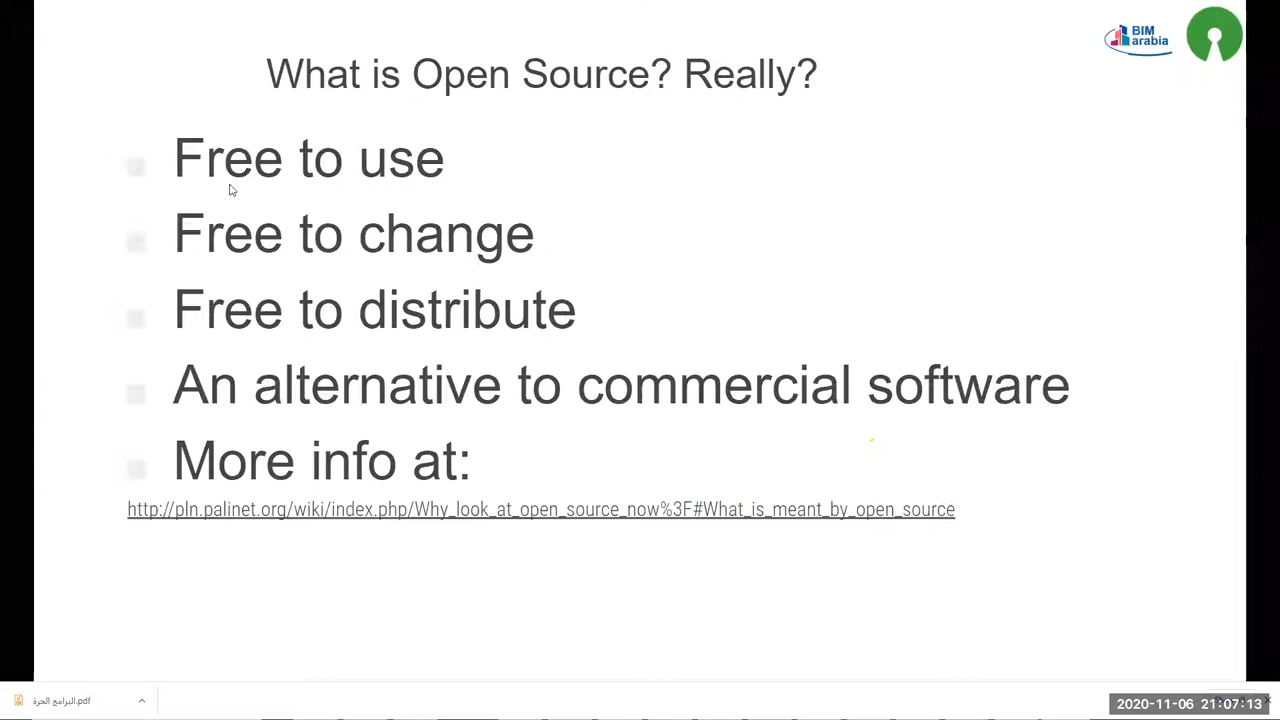 BIM
arabia
What is Open Source? Really?
Free to use
Free to change
Free to distribute
An alternative to commercial software
More info at:
http://pln.palinet.org/wiki/index.php/Why_look_at_open_source_now%3F#What_is_meant_by_open_source
البرامج الحرة.pdf
2020-11-06 21:07:13